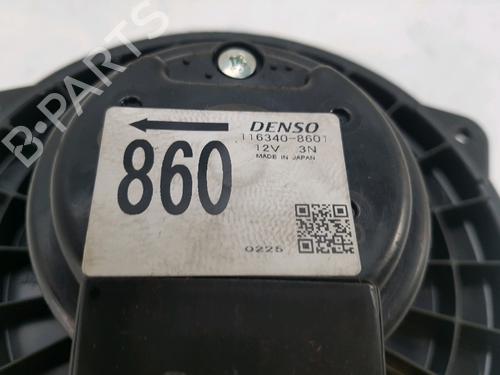 DENSO
116340-8601
12V 3N
MADE IN JAPAN
860
0225
B-PARTS